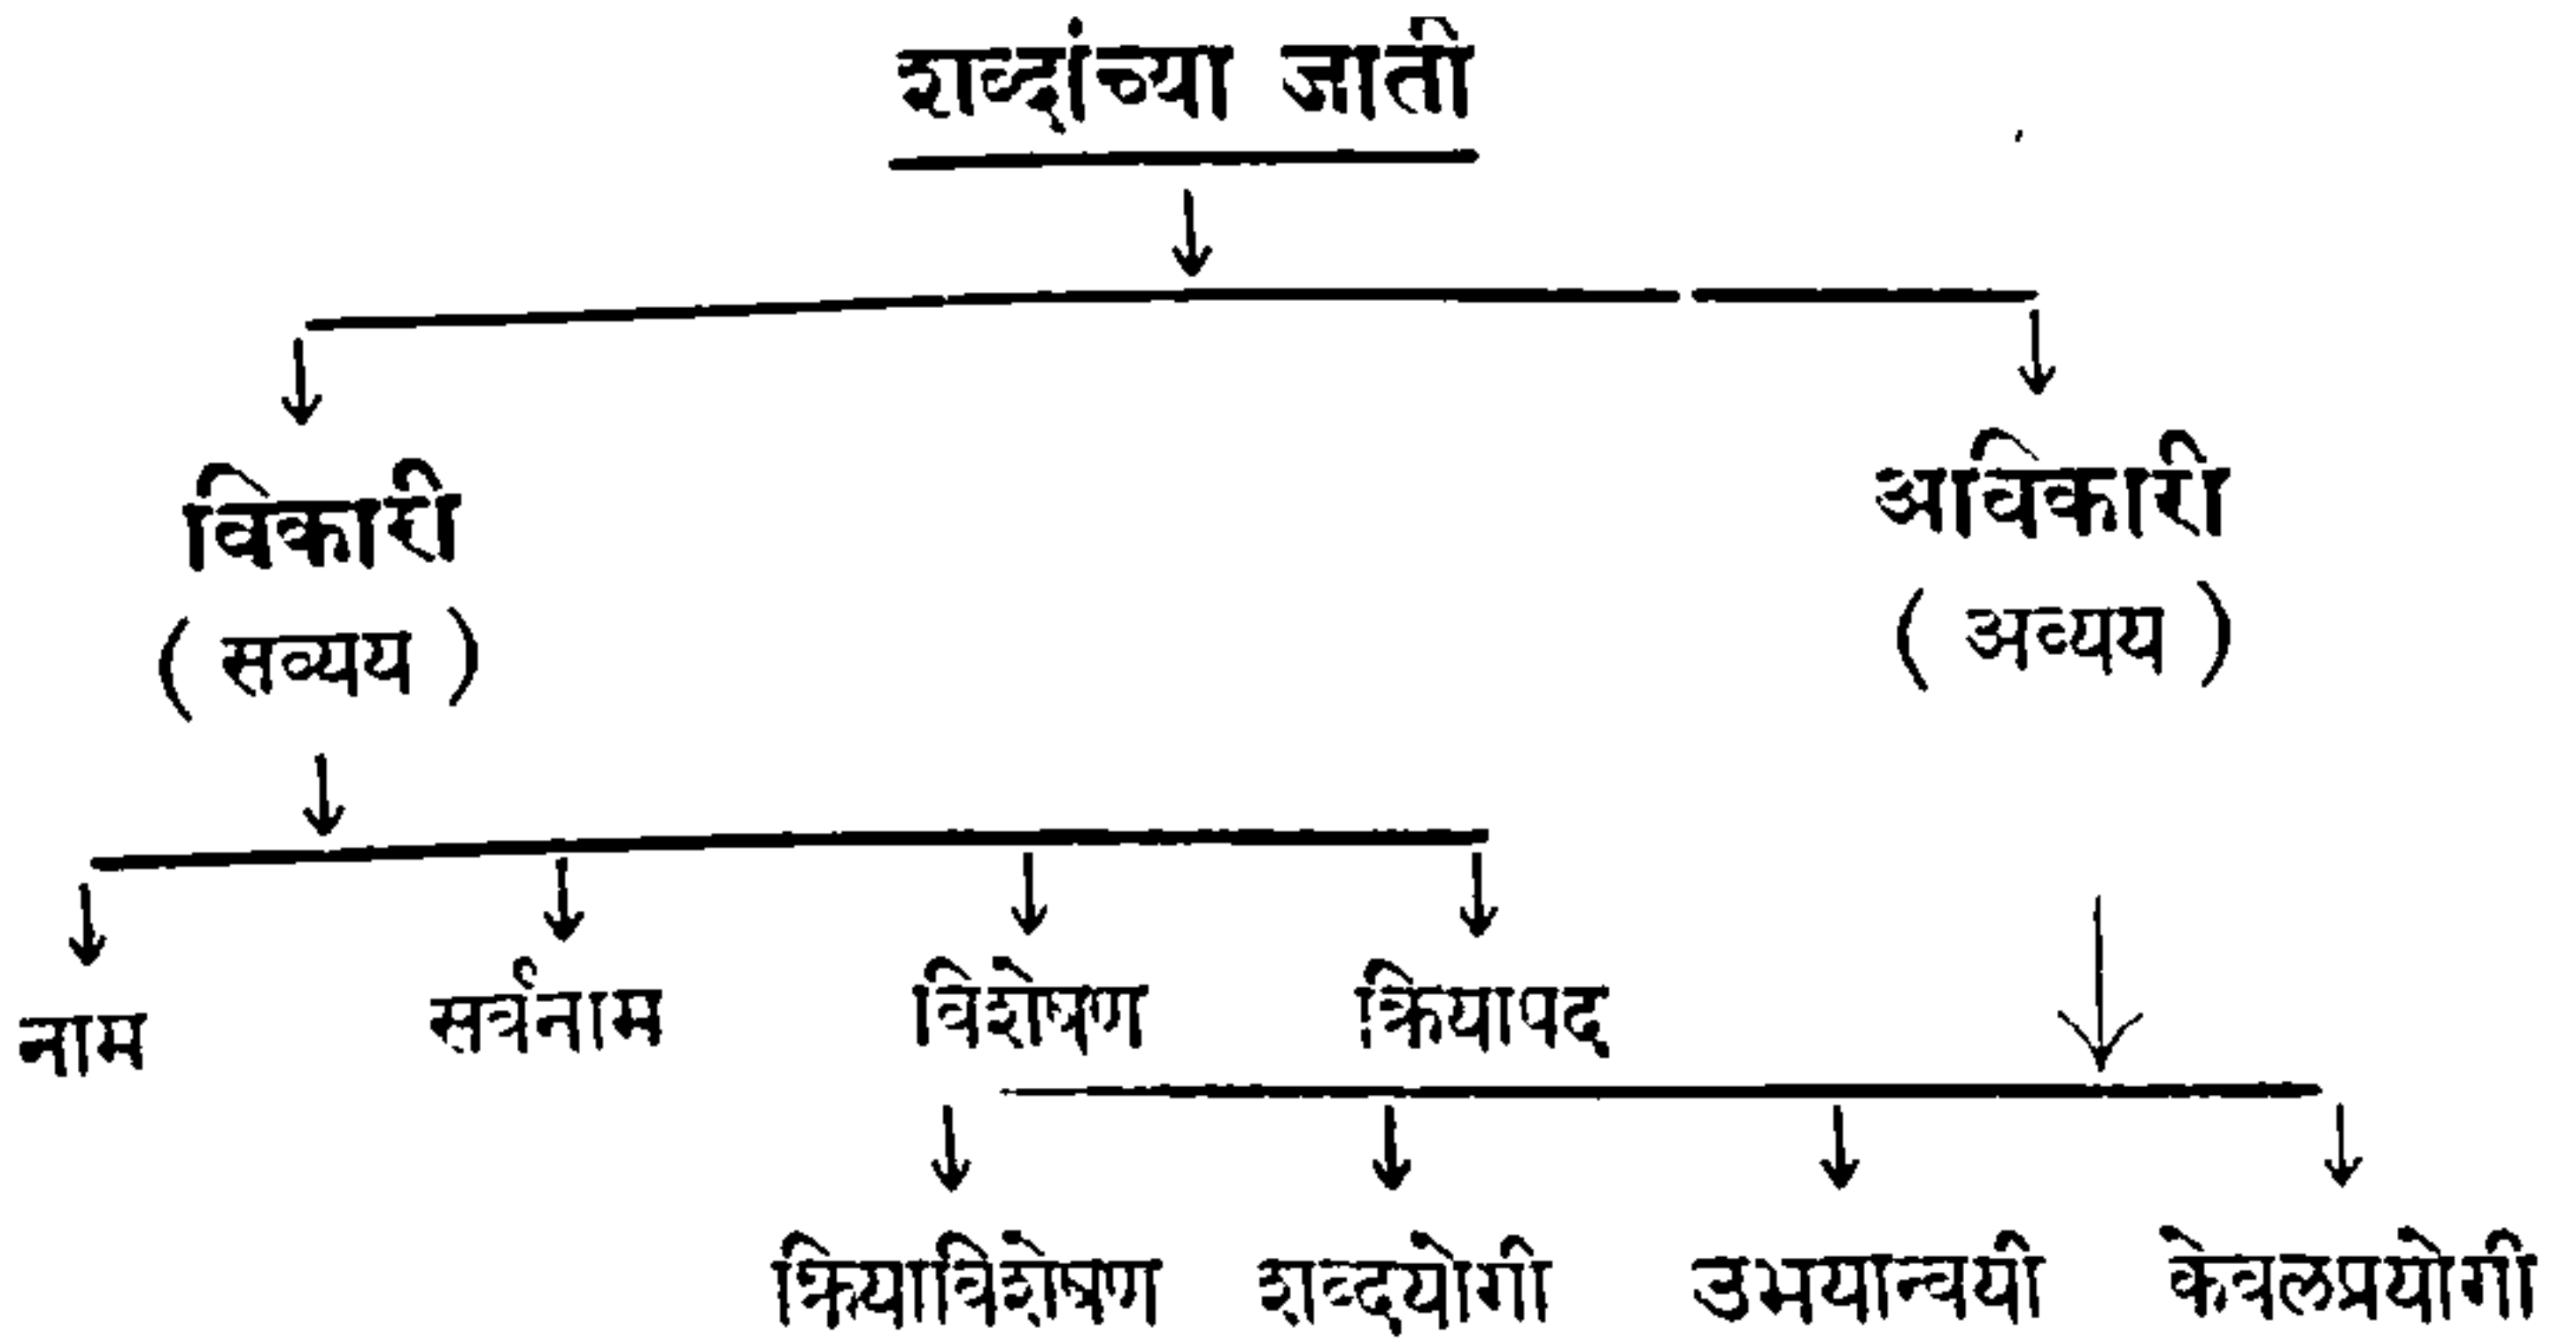 शब्दांच्या जाती
विकारी अविकारी
( सव्यय ) ( अव्यय )
नाम सर्वनाम विशेषण क्रियापद
क्रियाविशेषण शब्दयोगी उभयान्वयी केवलप्रयोगी